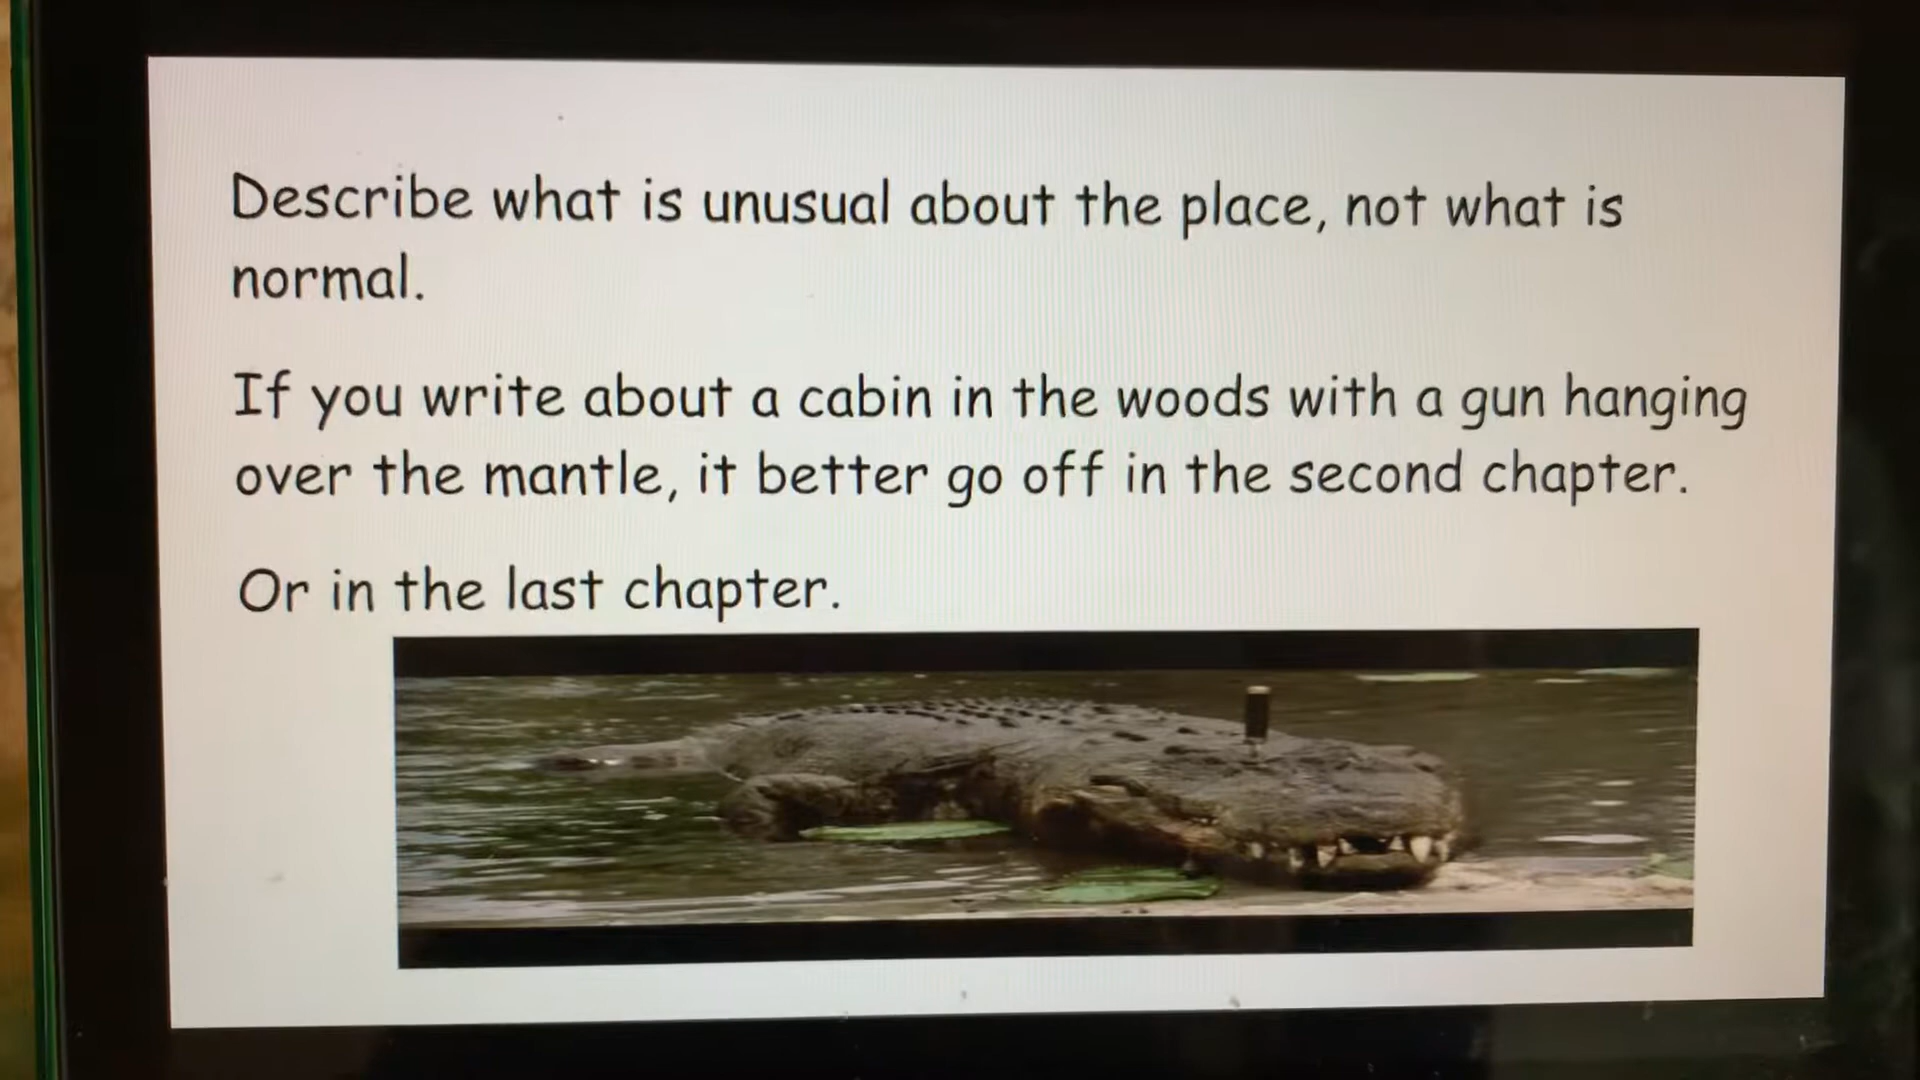 Describe what is unusual about the place, not what is
normal.
If you write about a cabin in the woods with a gun hanging
over the mantle, it better go off in the second chapter.
Or in the last chapter.